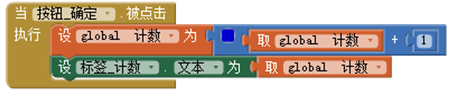 当 按钮_确定 . 被点击
执行 设 global 计数 为 取 global 计数 + 1
设 标签_计数 . 文本 为 取 global 计数